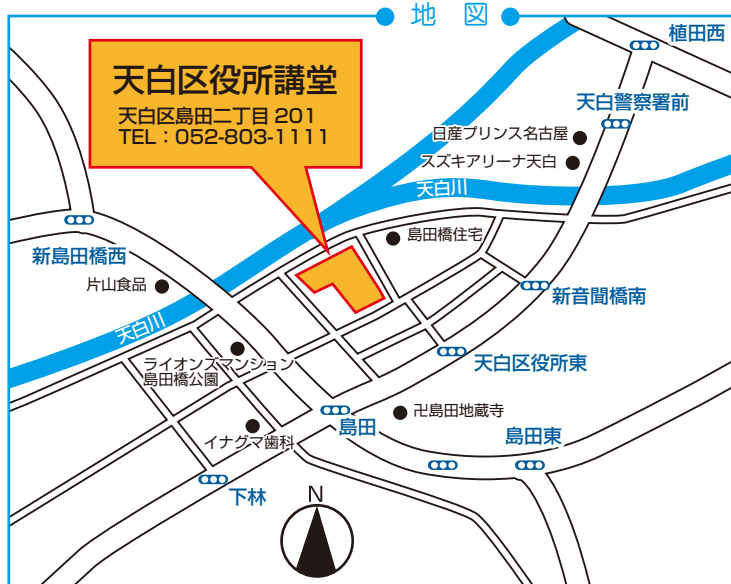 地 図
植田西
天白区役所講堂
天白区島田二丁目 201
TEL：052-803-1111
天白警察署前
日産プリンス名古屋
スズキアリーナ天白
天白川
島田橋住宅
新島田橋西
片山食品
新音聞橋南
天白川
ライオンズマンション
島田橋公園
天白区役所東
卍島田地蔵寺
島田
島田東
イナグマ歯科
下林
N